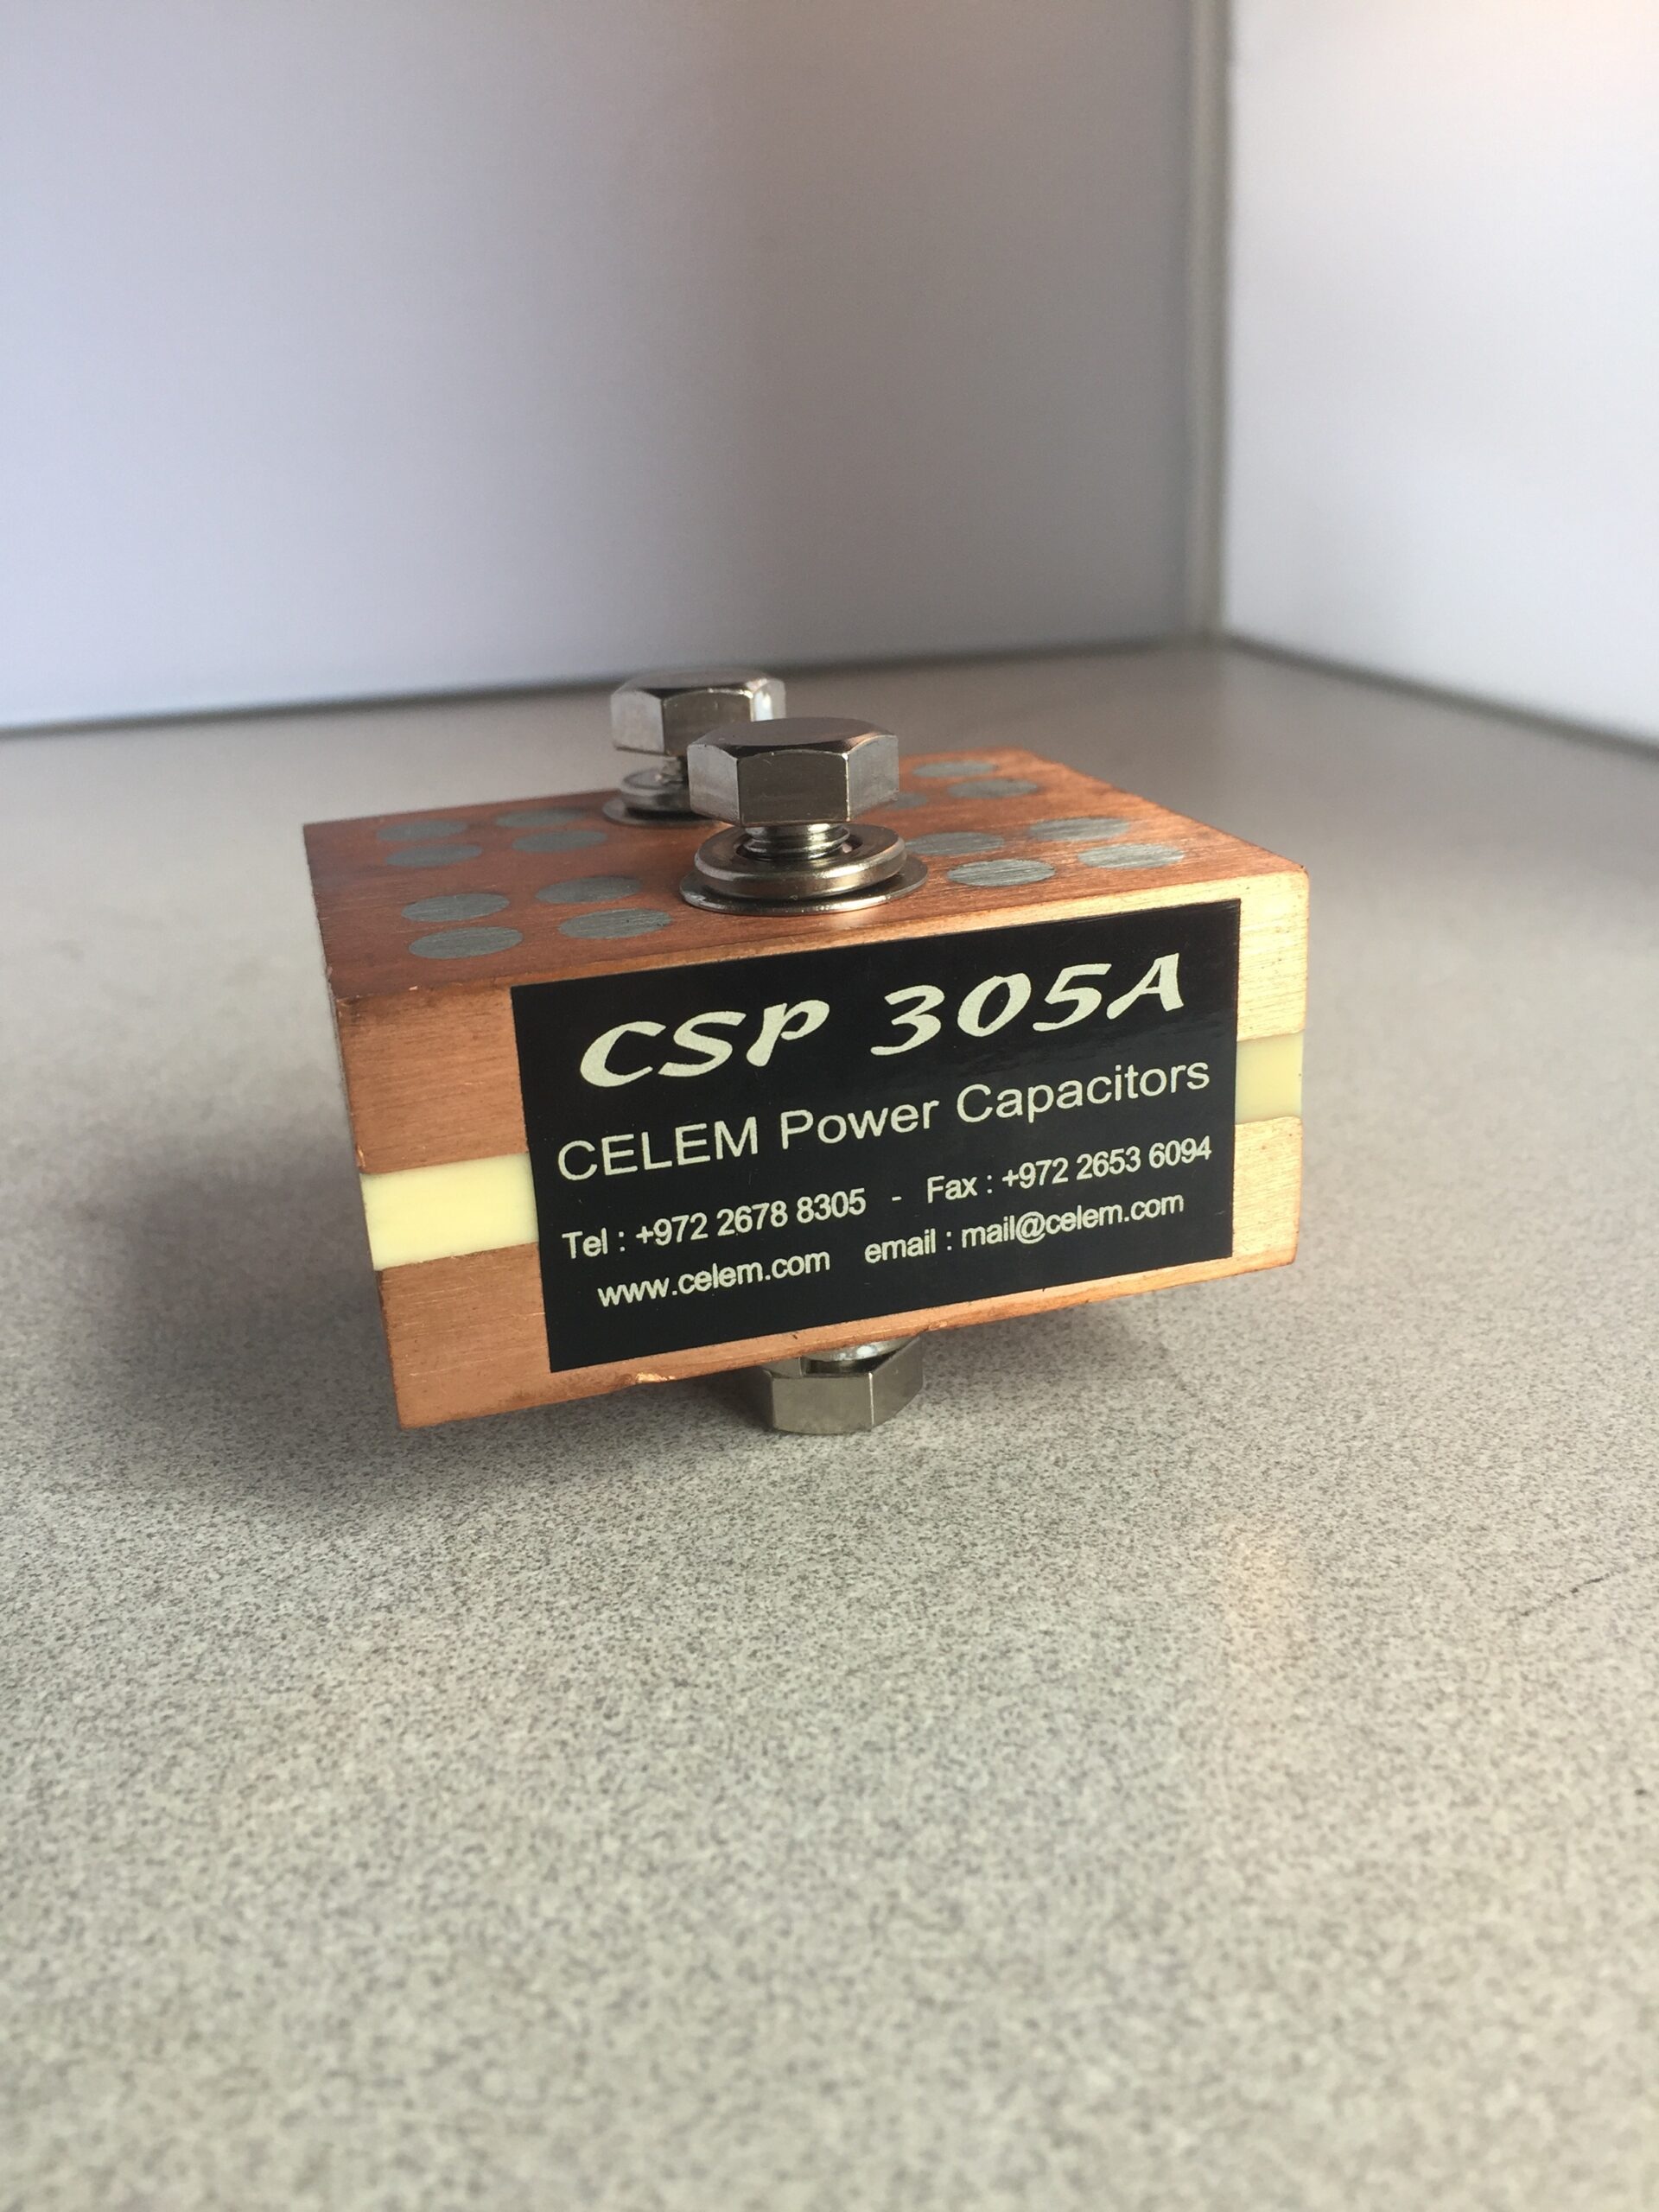 CSP 305A
CELEM Power Capacitors
Tel : +972 2678 8305 - Fax : +972 2653 6094
www.celem.com email : mail@celem.com